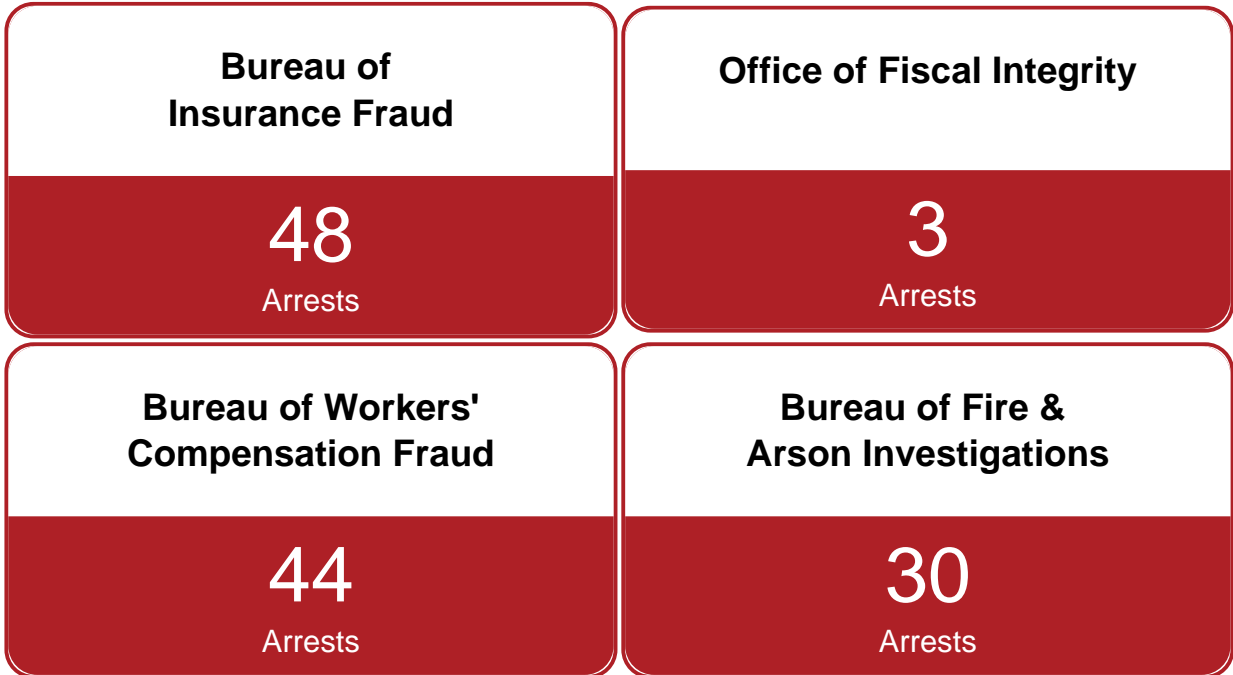 Bureau of
Insurance Fraud
48
Arrests
Office of Fiscal Integrity
3
Arrests
Bureau of Workers'
Compensation Fraud
44
Arrests
Bureau of Fire &
Arson Investigations
30
Arrests